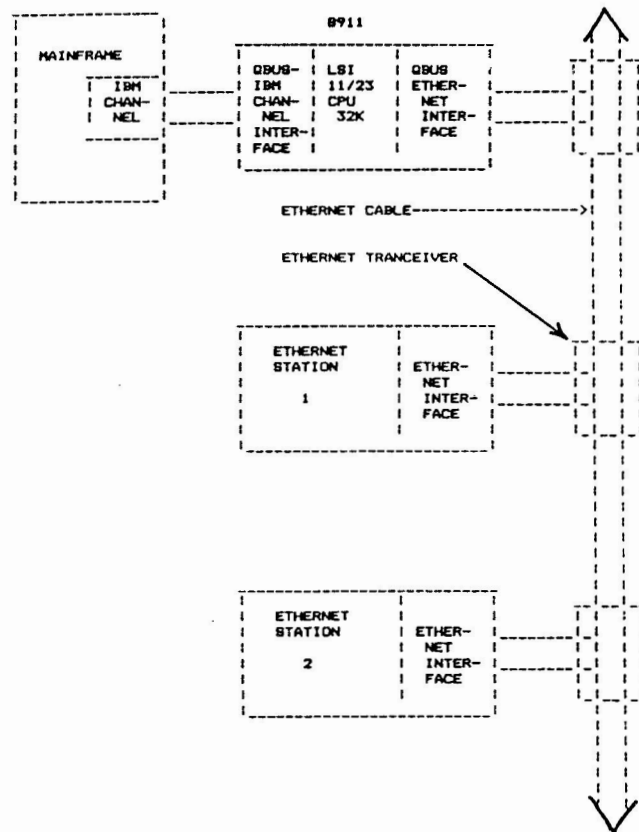 8911
MAINFRAME
IBM
CHAN-
NEL
QBUS-
IBM
CHAN-
NEL
INTER-
FACE
LSI
11/23
CPU
32K
QBUS
ETHER-
NET
INTER-
FACE
ETHERNET CABLE
ETHERNET TRANCEIVER
ETHERNET
STATION
1
ETHER-
NET
INTER-
FACE
ETHERNET
STATION
2
ETHER-
NET
INTER-
FACE